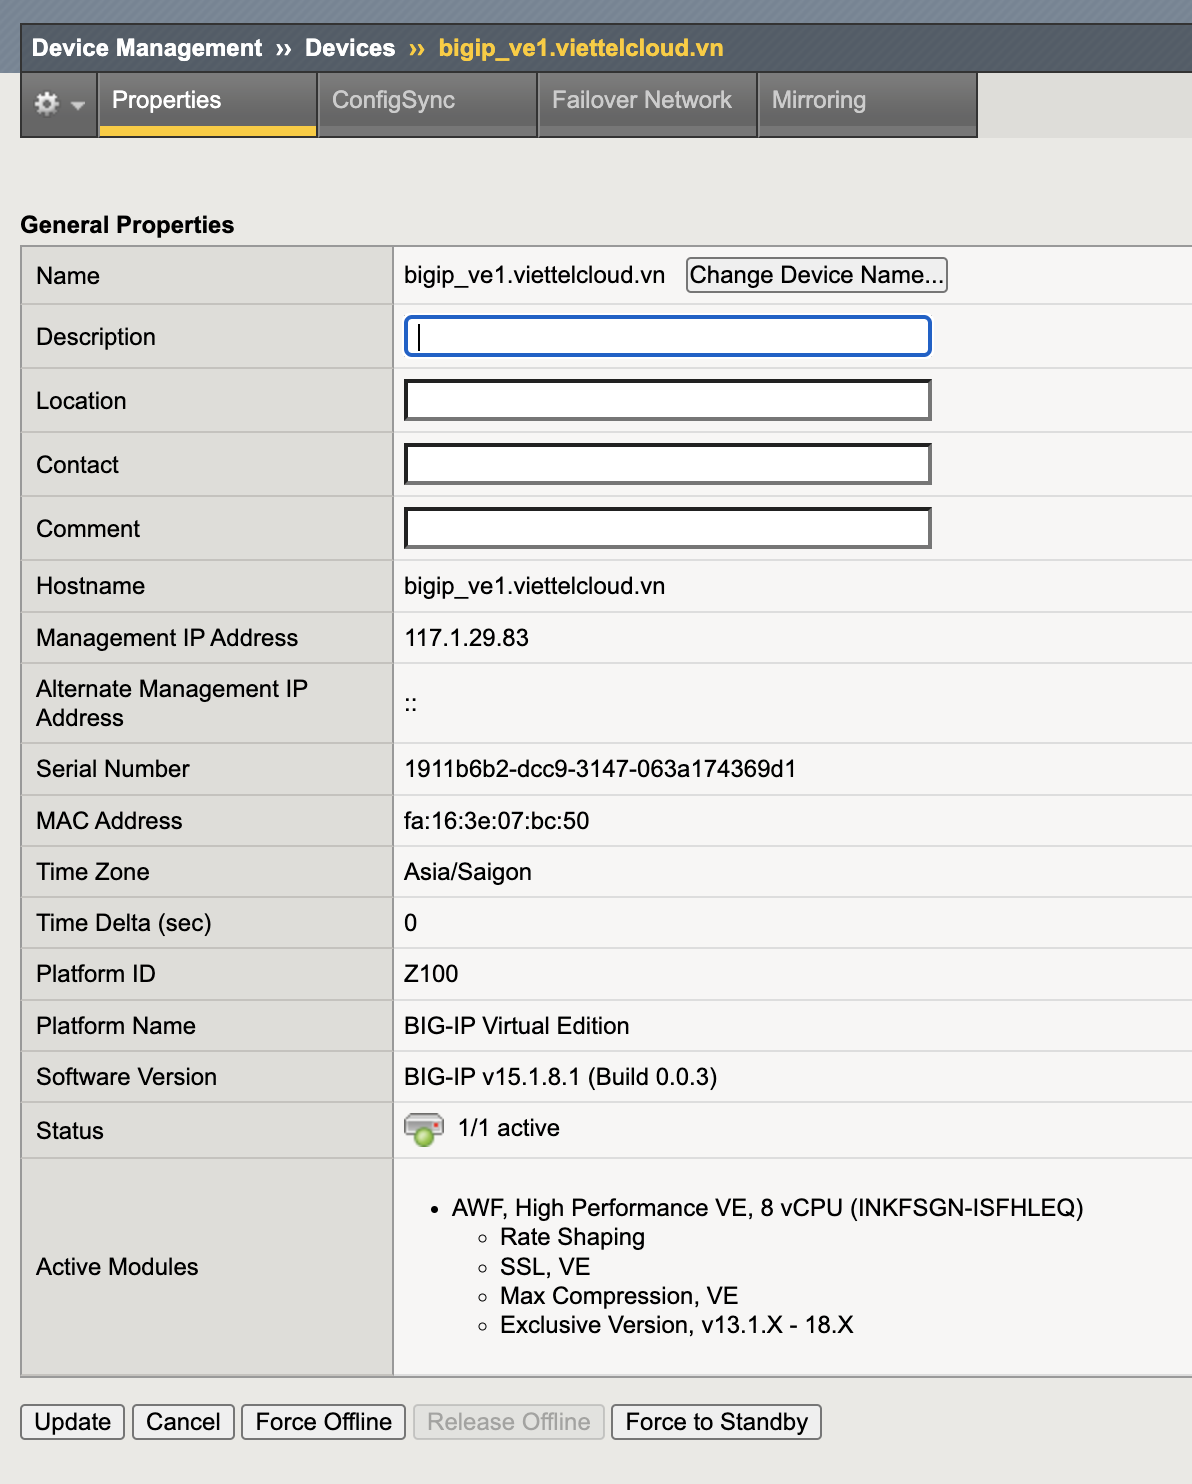 Device Management ›› Devices ›› bigip_ve1.viettelcloud.vn
Properties ConfigSync Failover Network Mirroring
General Properties
Name bigip_ve1.viettelcloud.vn Change Device Name...
Description
Location
Contact
Comment
Hostname bigip_ve1.viettelcloud.vn
Management IP Address 117.1.29.83
Alternate Management IP
Address ::
Serial Number 1911b6b2-dcc9-3147-063a174369d1
MAC Address fa:16:3e:07:bc:50
Time Zone Asia/Saigon
Time Delta (sec) 0
Platform ID Z100
Platform Name BIG-IP Virtual Edition
Software Version BIG-IP v15.1.8.1 (Build 0.0.3)
Status 1/1 active
Active Modules
• AWF, High Performance VE, 8 vCPU (INKFSGN-ISFHLEQ)
◦ Rate Shaping
◦ SSL, VE
◦ Max Compression, VE
◦ Exclusive Version, v13.1.X - 18.X
Update Cancel Force Offline Release Offline Force to Standby